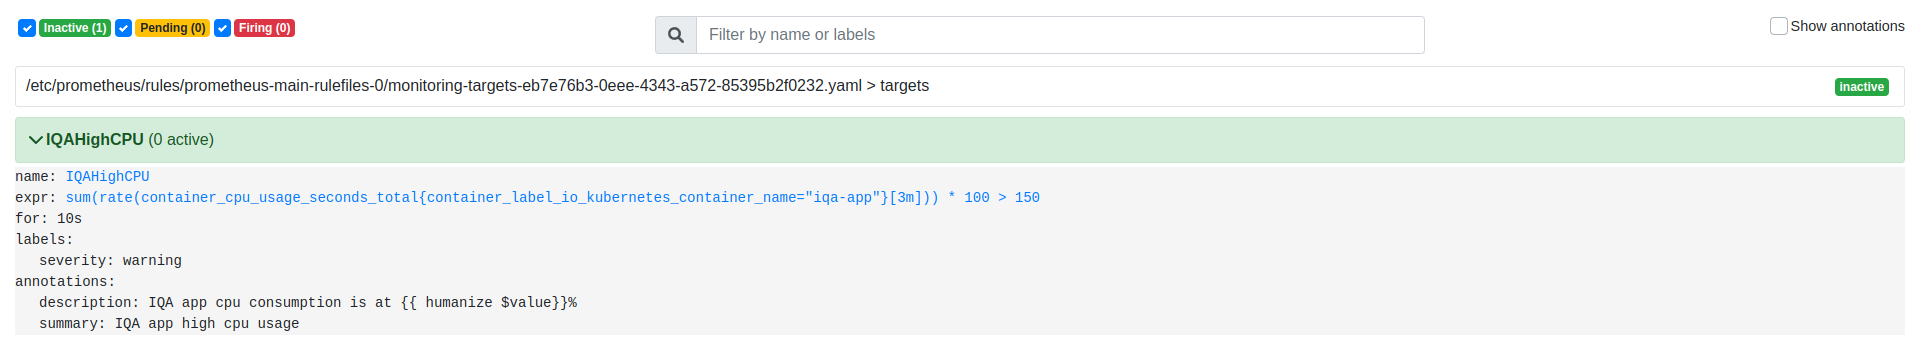 Inactive (1) Pending (0) Firing (0) Filter by name or labels Show annotations
/etc/prometheus/rules/prometheus-main-rulefiles-0/monitoring-targets-eb7e76b3-0eee-4343-a572-85395b2f0232.yaml > targets inactive
IQAHighCPU (0 active)
name: IQAHighCPU
expr: sum(rate(container_cpu_usage_seconds_total{container_label_io_kubernetes_container_name="iqa-app"}[3m])) * 100 > 150
for: 10s
labels:
severity: warning
annotations:
description: IQA app cpu consumption is at {{ humanize $value}}%
summary: IQA app high cpu usage